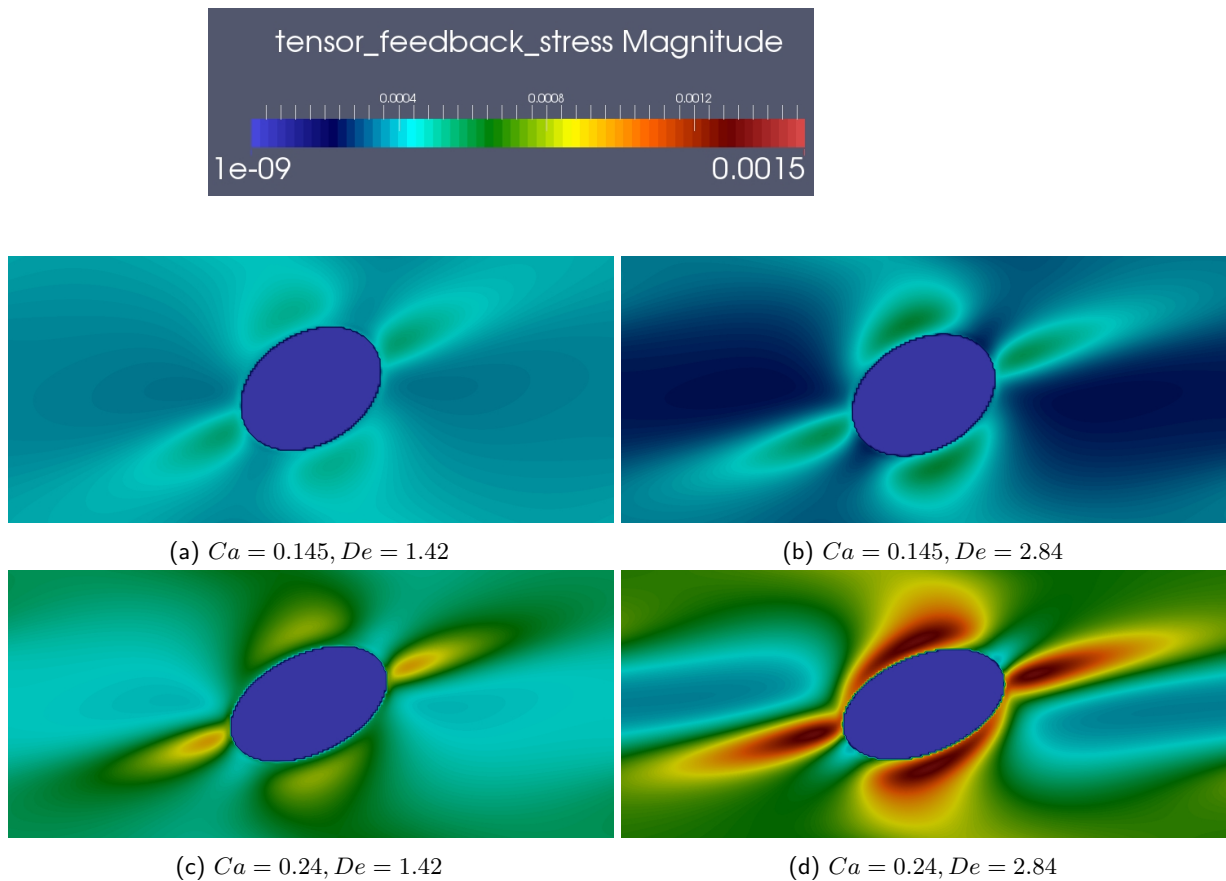 tensor_feedback_stress Magnitude
0.0004 0.0008 0.0012
1e-09 0.0015
(a) Ca = 0.145, De = 1.42
(b) Ca = 0.145, De = 2.84
(c) Ca = 0.24, De = 1.42
(d) Ca = 0.24, De = 2.84